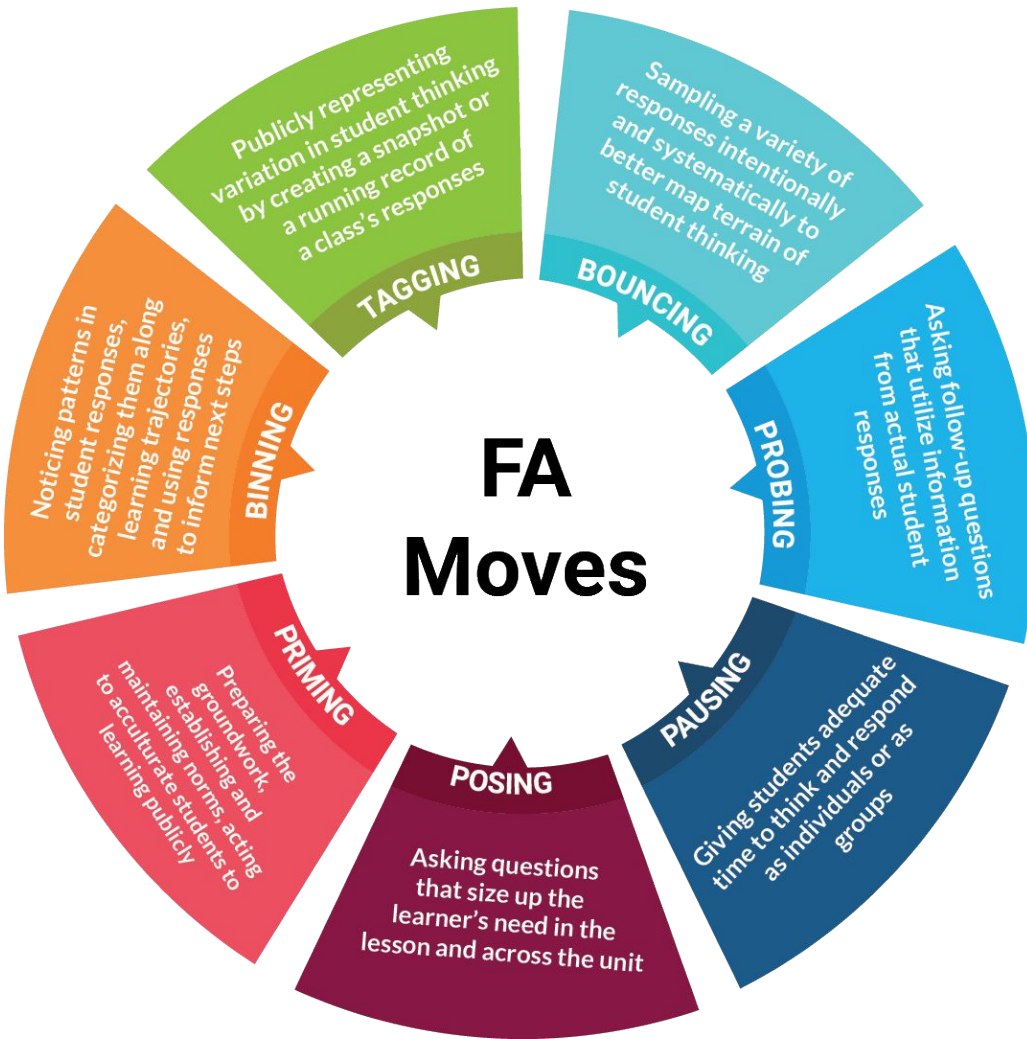 FA
Moves
Publicly representing
variation in student thinking
by creating a snapshot or
a running record of
a class's responses
TAGGING
Sampling a variety of
responses intentionally
and systematically to
better map terrain of
student thinking
BOUNCING
Asking follow-up questions
that utilize information
from actual student
responses
PROBING
Giving students adequate
time to think and respond
as individuals or as
groups
PAUSING
POSING
Asking questions
that size up the
learner's need in the
lesson and across the unit
PRIMING
Preparing the
groundwork,
establishing and
maintaining norms, acting
to acculturate students to
learning publicly
BINNING
Noticing patterns in
student responses,
categorizing them along
learning trajectories,
and using responses
to inform next steps